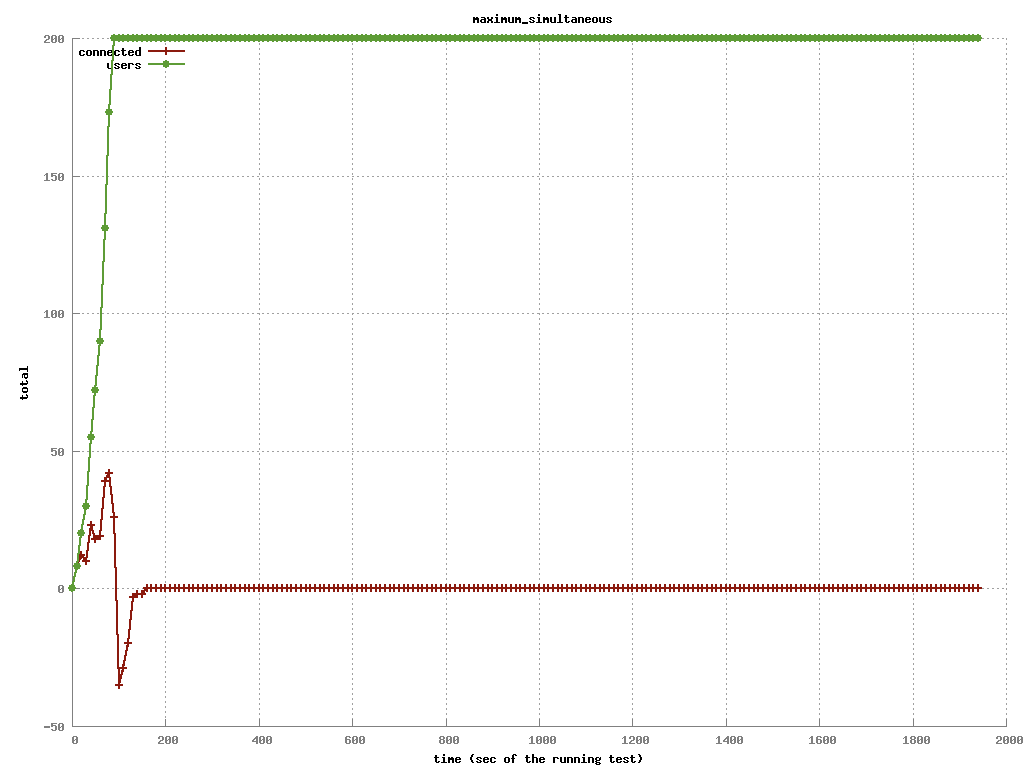 maximum_simultaneous
200
connected
users
150
100
total
50
0
-50
0 200 400 600 800 1000 1200 1400 1600 1800 2000
time (sec of the running test)